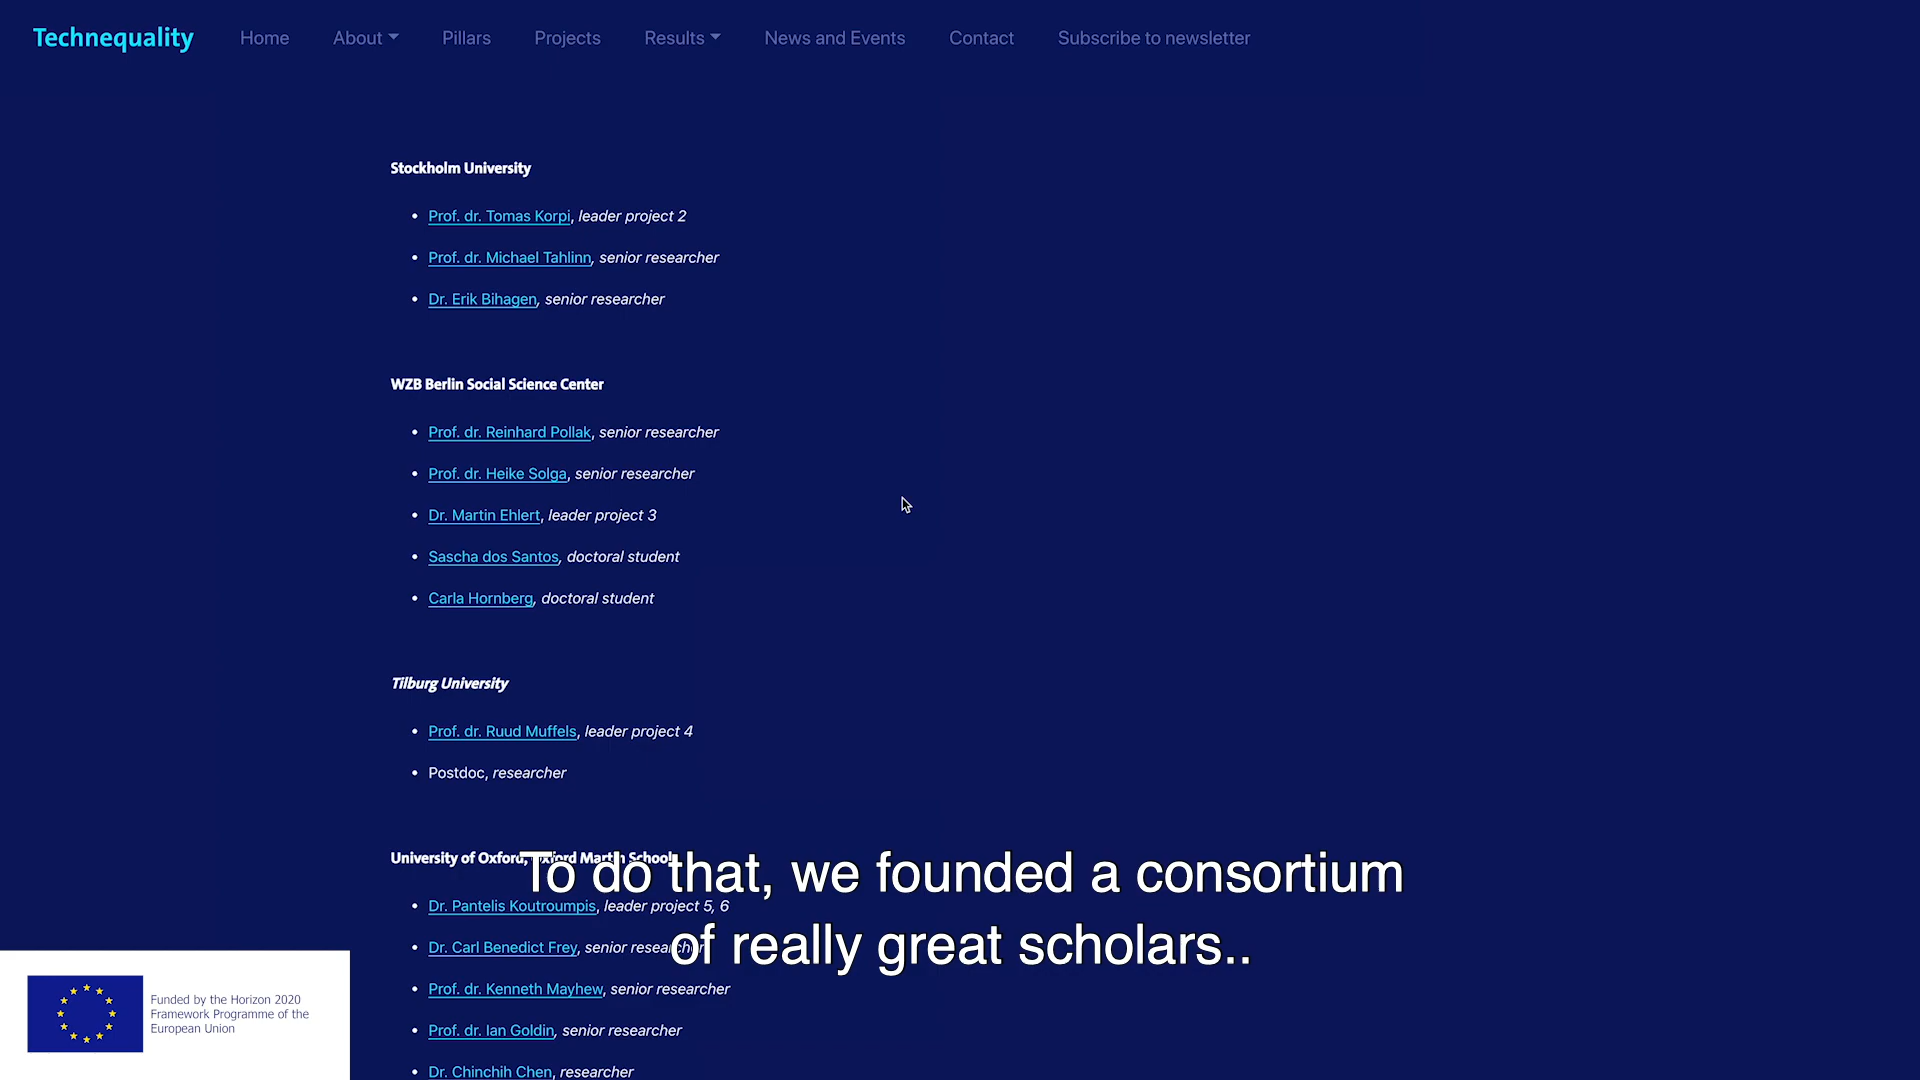 Technequality Home About Pillars Projects Results News and Events Contact Subscribe to newsletter
Stockholm University
• Prof. dr. Tomas Korpi, leader project 2
• Prof. dr. Michael Tahlinn, senior researcher
• Dr. Erik Bihagen, senior researcher
WZB Berlin Social Science Center
• Prof. dr. Reinhard Pollak, senior researcher
• Prof. dr. Heike Solga, senior researcher
• Dr. Martin Ehlert, leader project 3
• Sascha dos Santos, doctoral student
• Carla Hornberg, doctoral student
Tilburg University
• Prof. dr. Ruud Muffels, leader project 4
• Postdoc, researcher
University of Oxford, Oxford Martin School
• Dr. Pantelis Koutroumpis, leader project 5, 6
• Dr. Carl Benedict Frey, senior researcher
• Prof. dr. Kenneth Mayhew, senior researcher
• Prof. dr. Ian Goldin, senior researcher
• Dr. Chinchih Chen, researcher
To do that, we founded a consortium
of really great scholars..
Funded by the Horizon 2020
Framework Programme of the
European Union